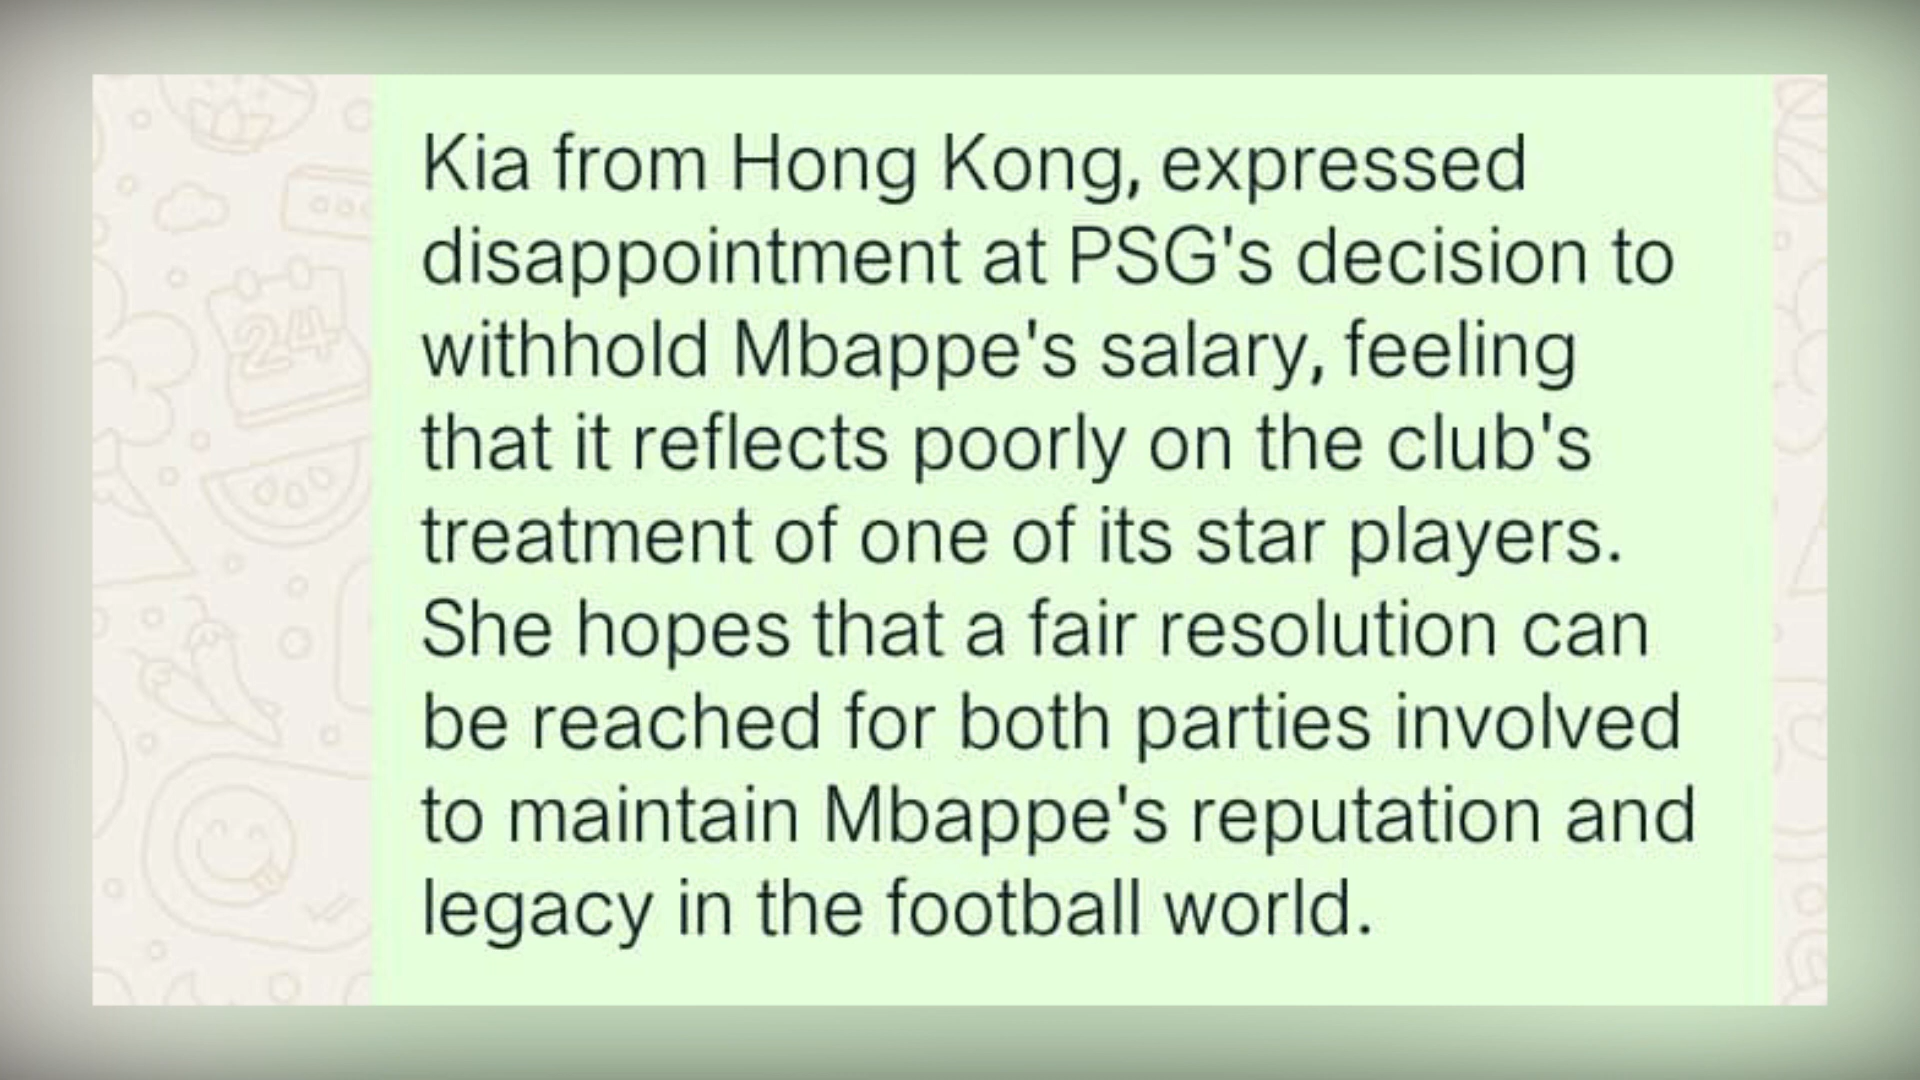 Kia from Hong Kong, expressed
disappointment at PSG's decision to
withhold Mbappe's salary, feeling
that it reflects poorly on the club's
treatment of one of its star players.
She hopes that a fair resolution can
be reached for both parties involved
to maintain Mbappe's reputation and
legacy in the football world.
24